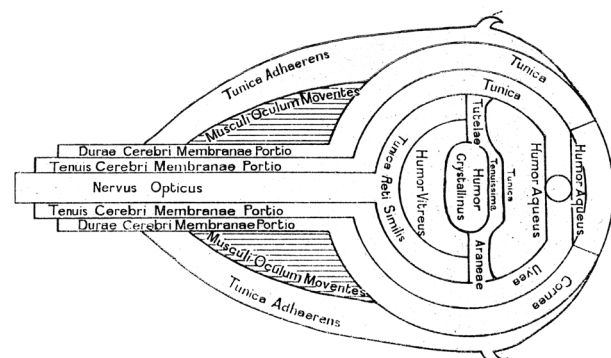 Tunica Adhaerens
Tunica
Musculi Oculum Moventes
Tunica
Durae Cerebri Membranae Portio
Tenuis Cerebri Membranae Portio
Nervus Opticus
Tenuis Cerebri Membranae Portio
Durae Cerebri Membranae Portio
Musculi Oculum Moventes
Tunica Adhaerens
Tunica Reti Similis
Humor Vitreus
Tutelae
Humor
Crystallinus
Araneae
Tunica
Tenuissima
Humor Aqueus
Humor Aqueus
Uvea
Cornea